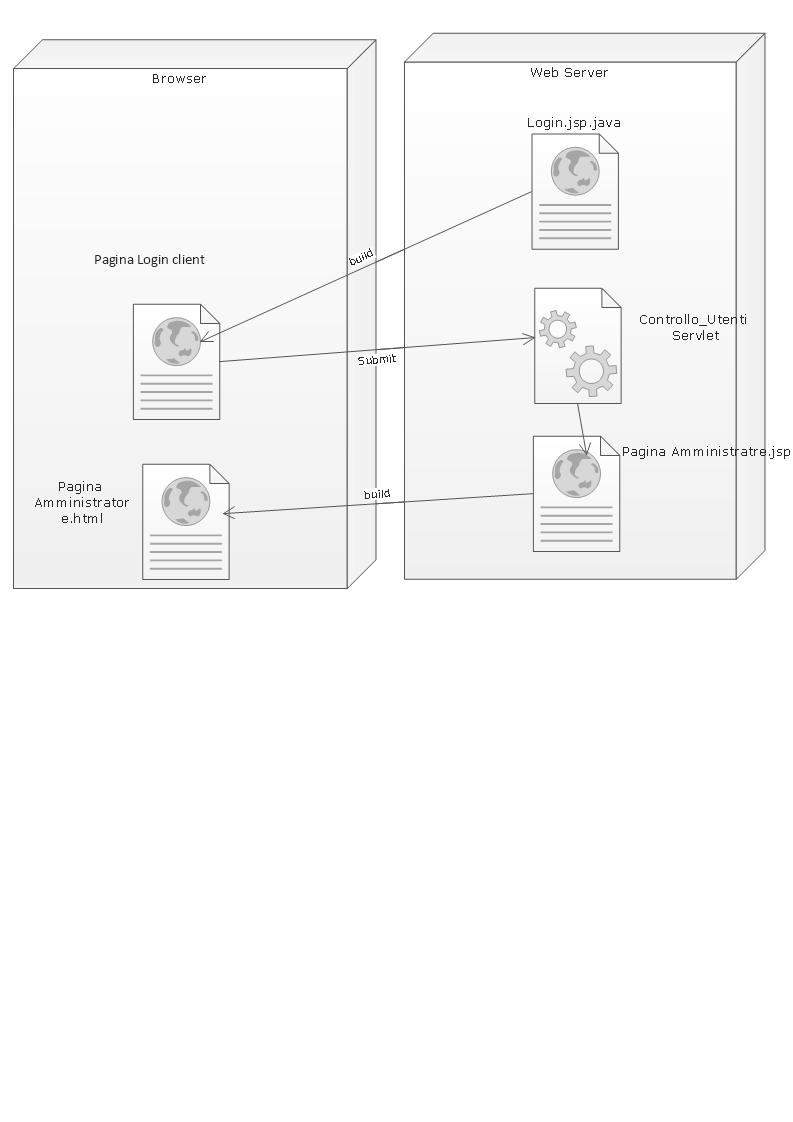 Browser
Web Server
Login.jsp.java
build
Pagina Login client
Controllo_Utenti
Servlet
Submit
Pagina Amministratre.jsp
Pagina
Amministrator
e.html
build